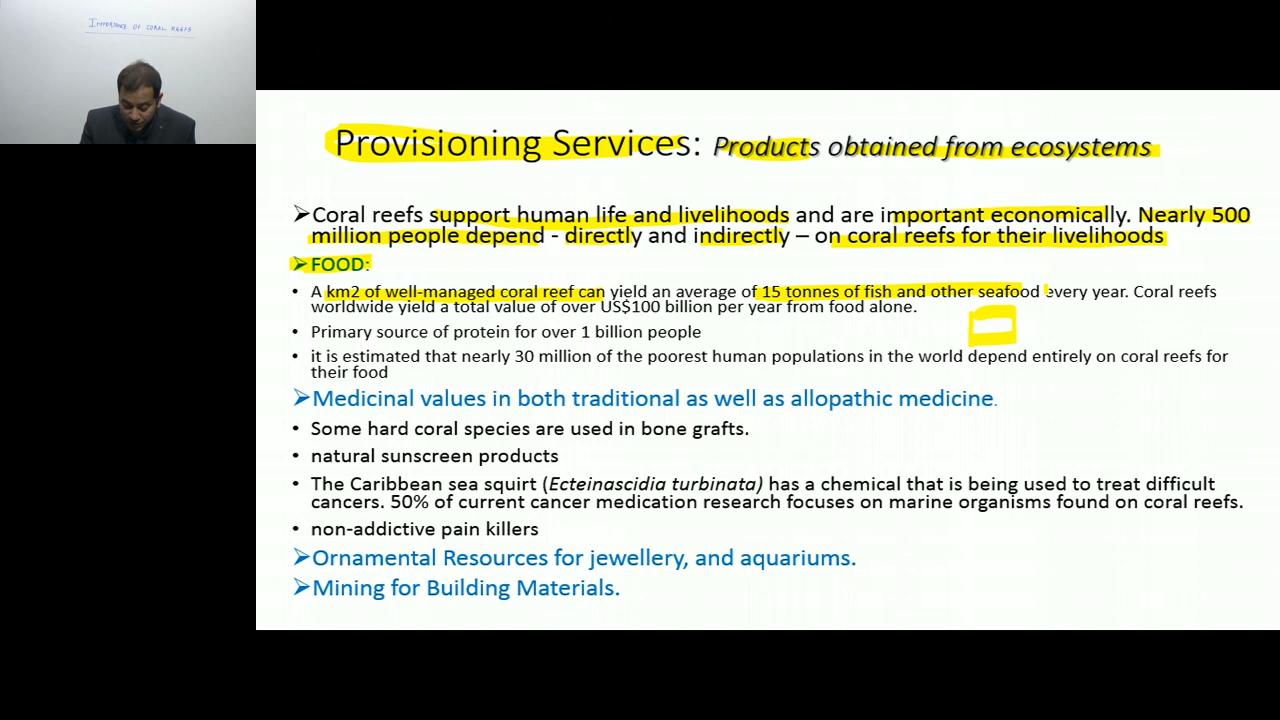 IMPORTANCE OF CORAL REEFS
Provisioning Services: Products obtained from ecosystems
➢Coral reefs support human life and livelihoods and are important economically. Nearly 500
million people depend - directly and indirectly – on coral reefs for their livelihoods
➢FOOD:
• A km2 of well-managed coral reef can yield an average of 15 tonnes of fish and other seafood every year. Coral reefs
worldwide yield a total value of over US$100 billion per year from food alone.
• Primary source of protein for over 1 billion people
• it is estimated that nearly 30 million of the poorest human populations in the world depend entirely on coral reefs for
their food
➢Medicinal values in both traditional as well as allopathic medicine.
• Some hard coral species are used in bone grafts.
• natural sunscreen products
• The Caribbean sea squirt (Ecteinascidia turbinata) has a chemical that is being used to treat difficult
cancers. 50% of current cancer medication research focuses on marine organisms found on coral reefs.
• non-addictive pain killers
➢Ornamental Resources for jewellery, and aquariums.
➢Mining for Building Materials.